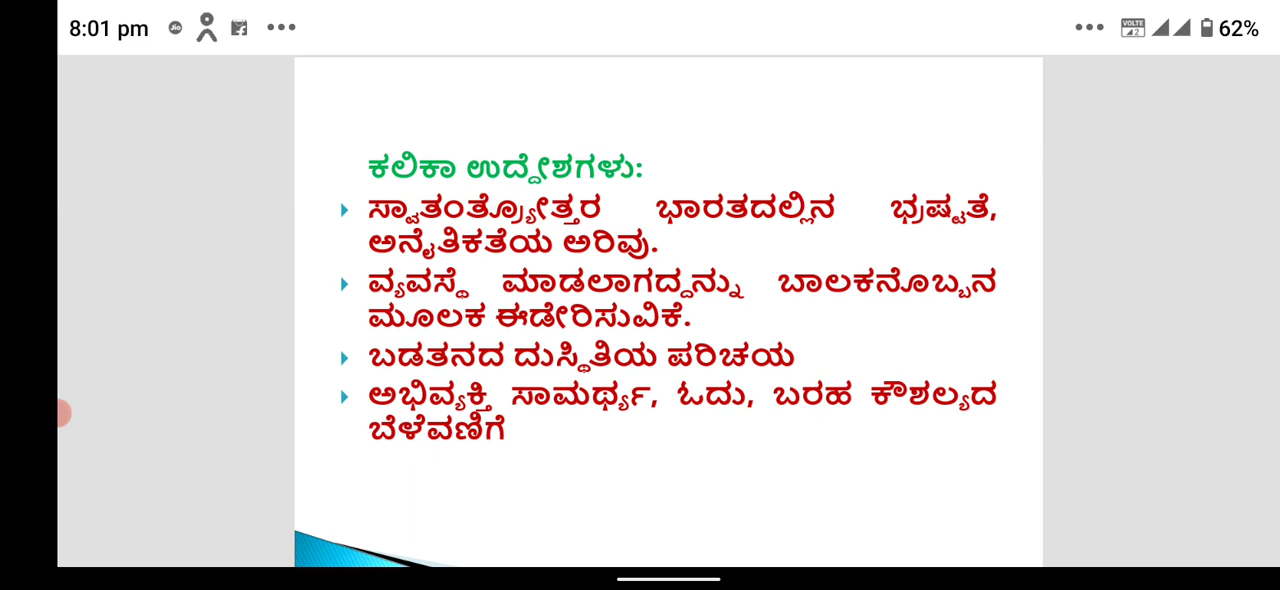 8:01 pm
62%
ಕಲಿಕಾ ಉದ್ದೇಶಗಳು:
ಸ್ವಾತಂತ್ರ್ಯೋತ್ತರ ಭಾರತದಲ್ಲಿನ ಭ್ರಷ್ಟತೆ,
ಅನೈತಿಕತೆಯ ಅರಿವು.
ವ್ಯವಸ್ಥೆ ಮಾಡಲಾಗದ್ದನ್ನು ಬಾಲಕನೊಬ್ಬನ
ಮೂಲಕ ಈಡೇರಿಸುವಿಕೆ.
ಬಡತನದ ದುಸ್ಥಿತಿಯ ಪರಿಚಯ
ಅಭಿವ್ಯಕ್ತಿ ಸಾಮರ್ಥ್ಯ, ಓದು, ಬರಹ ಕೌಶಲ್ಯದ
ಬೆಳೆವಣಿಗೆ